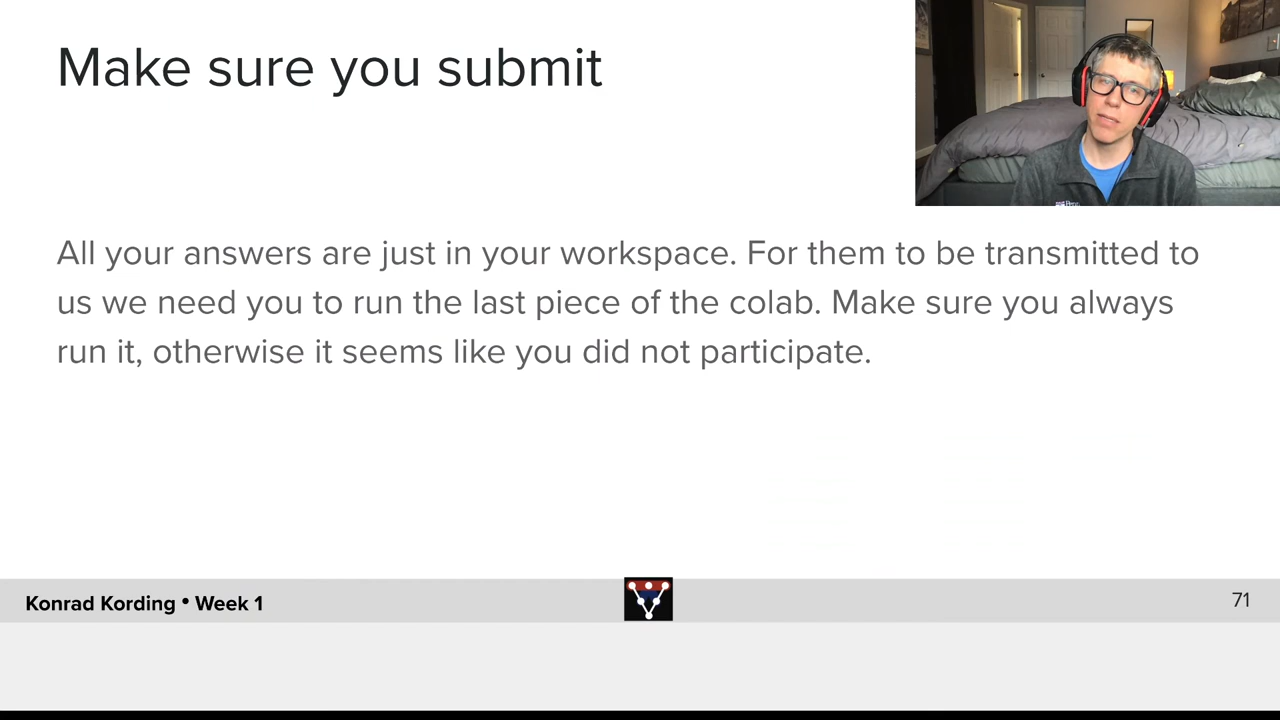 Make sure you submit
All your answers are just in your workspace. For them to be transmitted to
us we need you to run the last piece of the colab. Make sure you always
run it, otherwise it seems like you did not participate.
Konrad Kording • Week 1
71